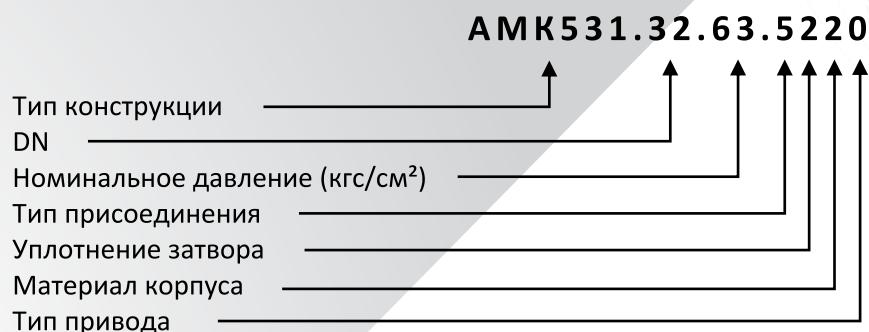 АМК531.32.63.5220
Тип конструкции
DN
Номинальное давление (кгс/см²)
Тип присоединения
Уплотнение затвора
Материал корпуса
Тип привода